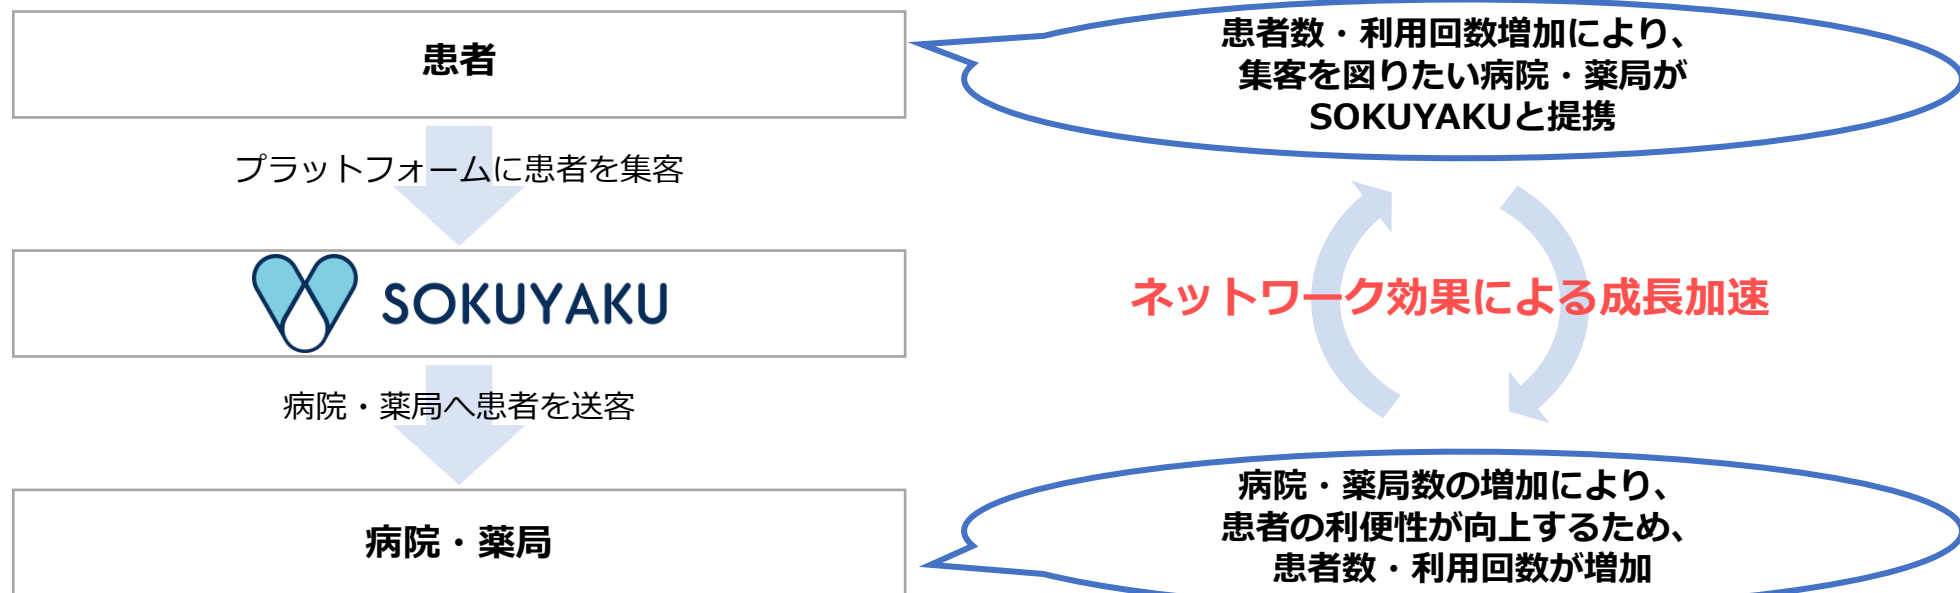 患者
プラットフォームに患者を集客
SOKUYAKU
病院・薬局へ患者を送客
病院・薬局
患者数・利用回数増加により、
集客を図りたい病院・薬局が
SOKUYAKUと提携
ネットワーク効果による成長加速
病院・薬局数の増加により、
患者の利便性が向上するため、
患者数・利用回数が増加